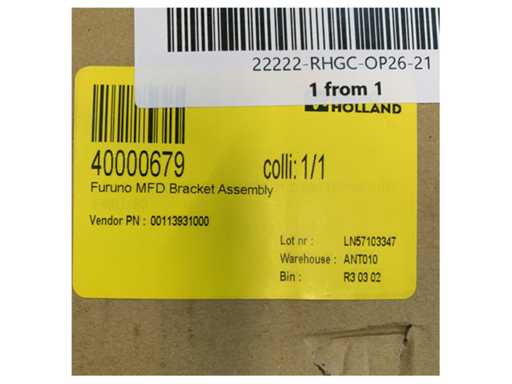 22222-RHGC-OP26-21
1 from 1
HOLLAND
40000679 colli: 1/1
Furuno MFD Bracket Assembly
Vendor PN : 00113931000
Lot nr : LN57103347
Warehouse : ANT010
Bin : R3 03 02